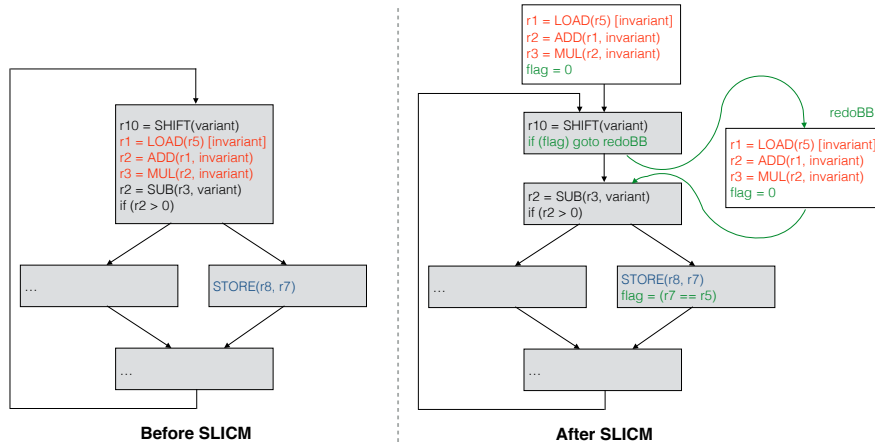 r10 = SHIFT(variant)
r1 = LOAD(r5) [invariant]
r2 = ADD(r1, invariant)
r3 = MUL(r2, invariant)
r2 = SUB(r3, variant)
if (r2 > 0)
...
STORE(r8, r7)
...
Before SLICM
r1 = LOAD(r5) [invariant]
r2 = ADD(r1, invariant)
r3 = MUL(r2, invariant)
flag = 0
r10 = SHIFT(variant)
if (flag) goto redoBB
redoBB
r1 = LOAD(r5) [invariant]
r2 = ADD(r1, invariant)
r3 = MUL(r2, invariant)
flag = 0
r2 = SUB(r3, variant)
if (r2 > 0)
...
STORE(r8, r7)
flag = (r7 == r5)
...
After SLICM